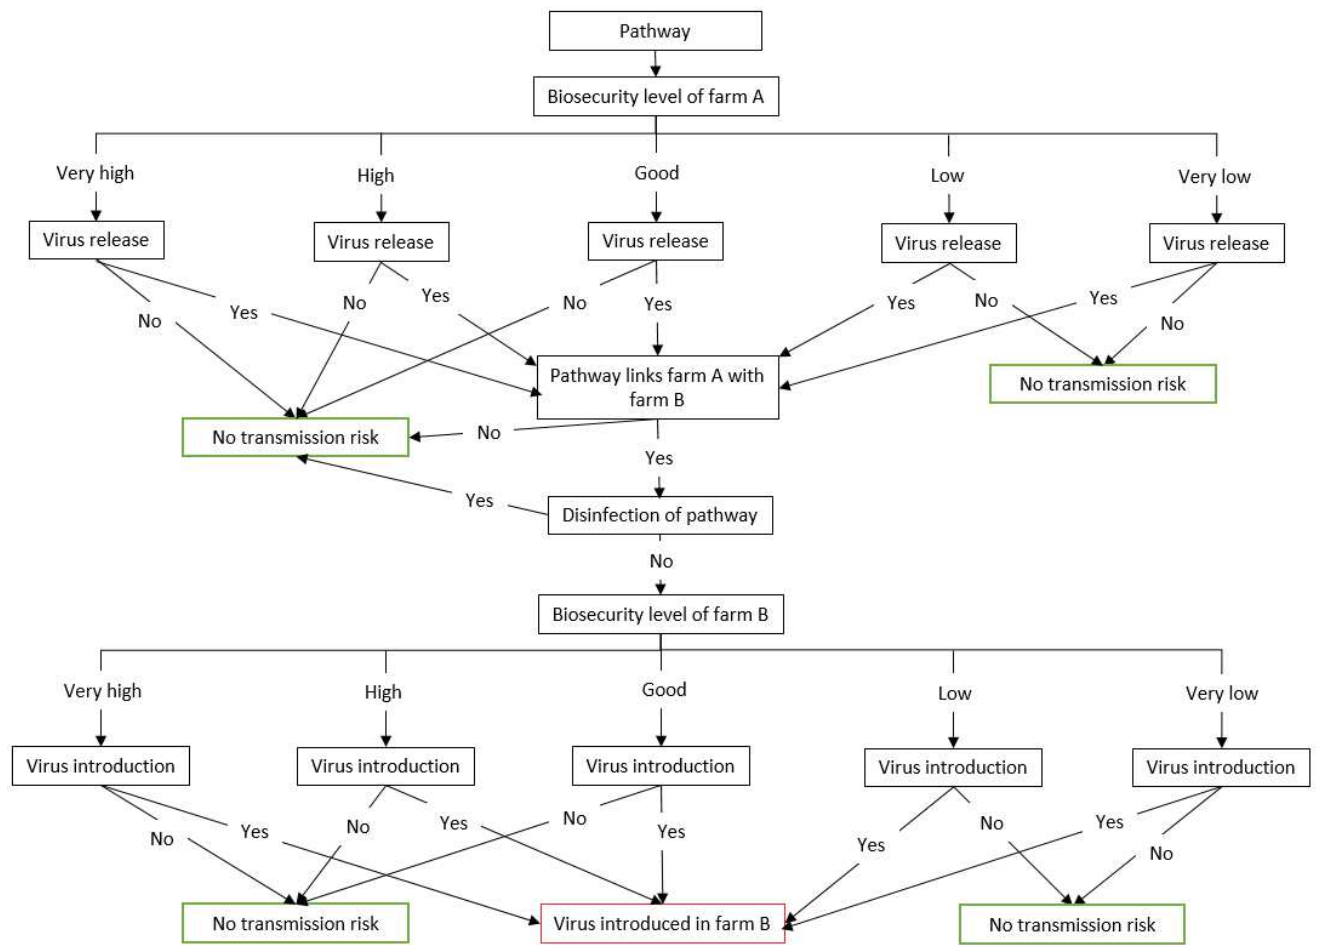 Pathway
Biosecurity level of farm A
Very high
High
Good
Low
Very low
Virus release
Virus release
Virus release
Virus release
Virus release
No
Yes
No
Yes
No
Yes
Yes
No
Yes
No
Pathway links farm A with
farm B
No transmission risk
No transmission risk
No
Yes
Yes
Disinfection of pathway
No
Biosecurity level of farm B
Very high
High
Good
Low
Very low
Virus introduction
Virus introduction
Virus introduction
Virus introduction
Virus introduction
No
Yes
No
Yes
No
Yes
Yes
No
Yes
No
No transmission risk
Virus introduced in farm B
No transmission risk